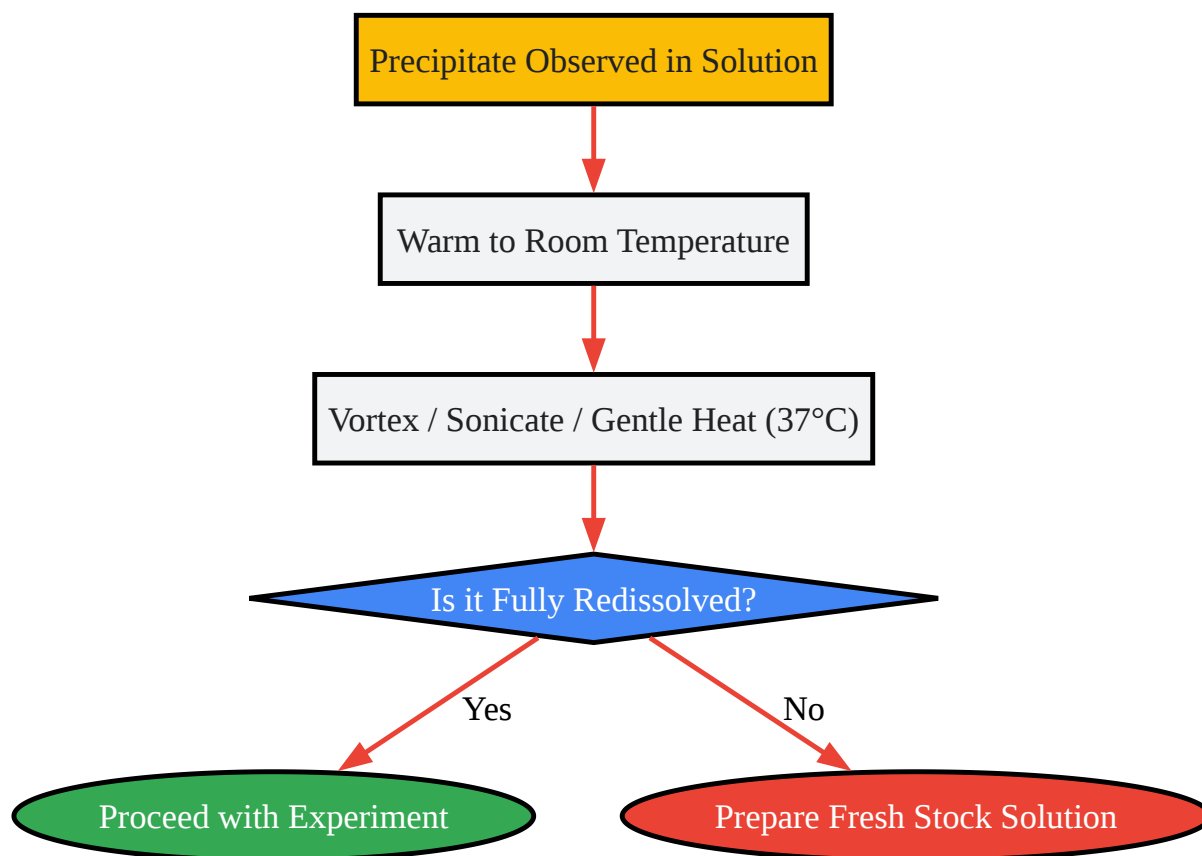 Precipitate Observed in Solution
Warm to Room Temperature
Vortex / Sonicate / Gentle Heat (37°C)
Is it Fully Redissolved?
Yes
No
Proceed with Experiment
Prepare Fresh Stock Solution